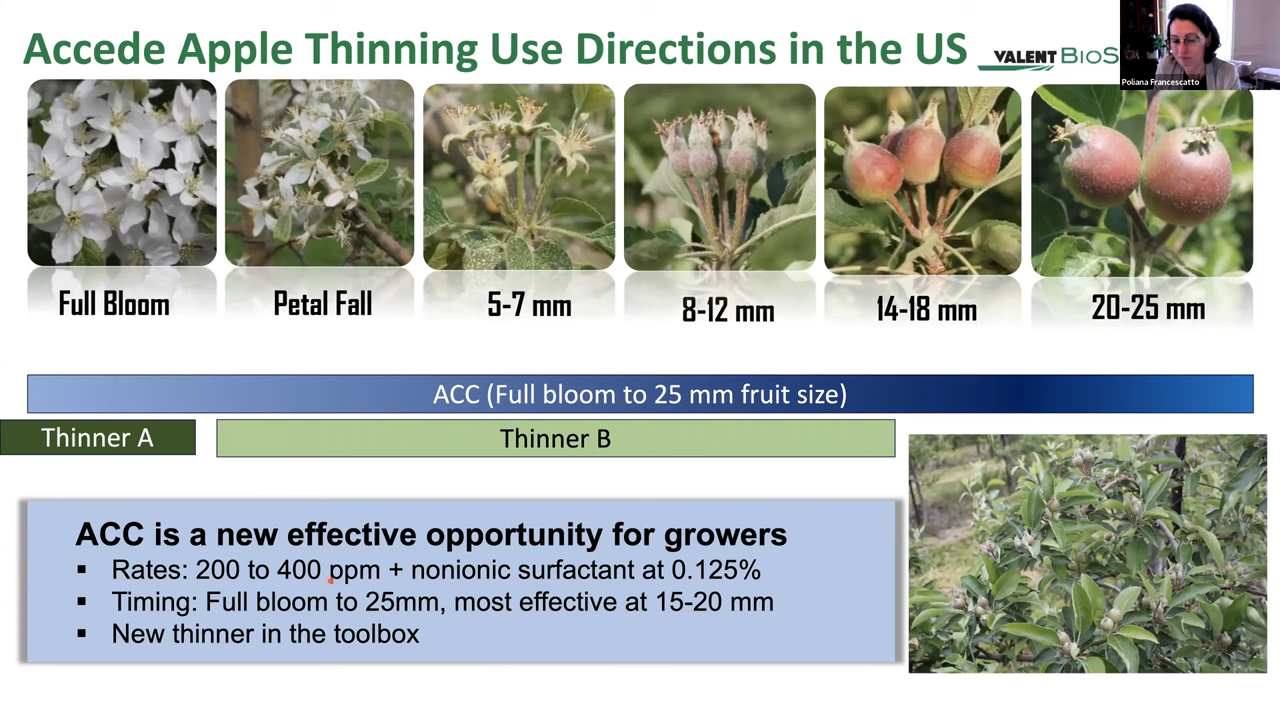 Accede Apple Thinning Use Directions in the US
VALENT BIOS
Poliana Francescatto
Full Bloom
Petal Fall
5-7 mm
8-12 mm
14-18 mm
20-25 mm
ACC (Full bloom to 25 mm fruit size)
Thinner A
Thinner B
ACC is a new effective opportunity for growers
▪ Rates: 200 to 400 ppm + nonionic surfactant at 0.125%
▪ Timing: Full bloom to 25mm, most effective at 15-20 mm
▪ New thinner in the toolbox